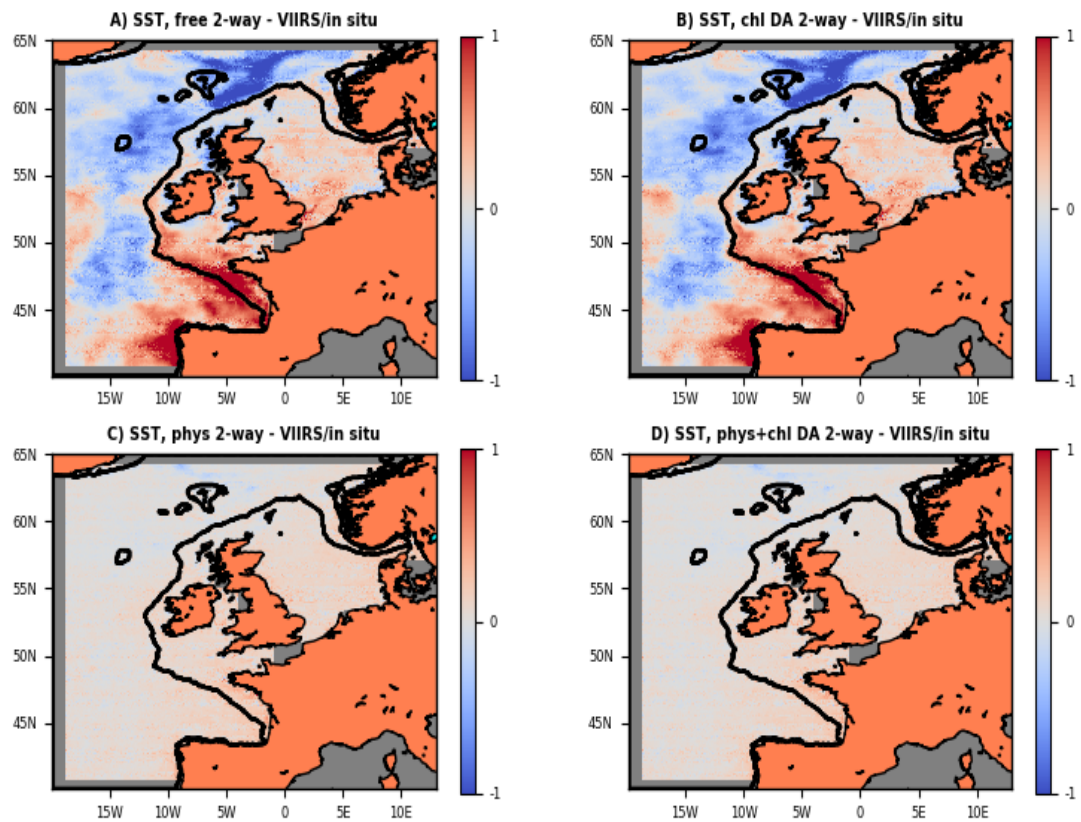 A) SST, free 2-way - VIIRS/in situ
65N
60N
55N
50N
45N
15W 10W 5W 0 5E 10E
1
0
-1
B) SST, chl DA 2-way - VIIRS/in situ
65N
60N
55N
50N
45N
15W 10W 5W 0 5E 10E
1
0
-1
C) SST, phys 2-way - VIIRS/in situ
65N
60N
55N
50N
45N
15W 10W 5W 0 5E 10E
1
0
-1
D) SST, phys+chl DA 2-way - VIIRS/in situ
65N
60N
55N
50N
45N
15W 10W 5W 0 5E 10E
1
0
-1